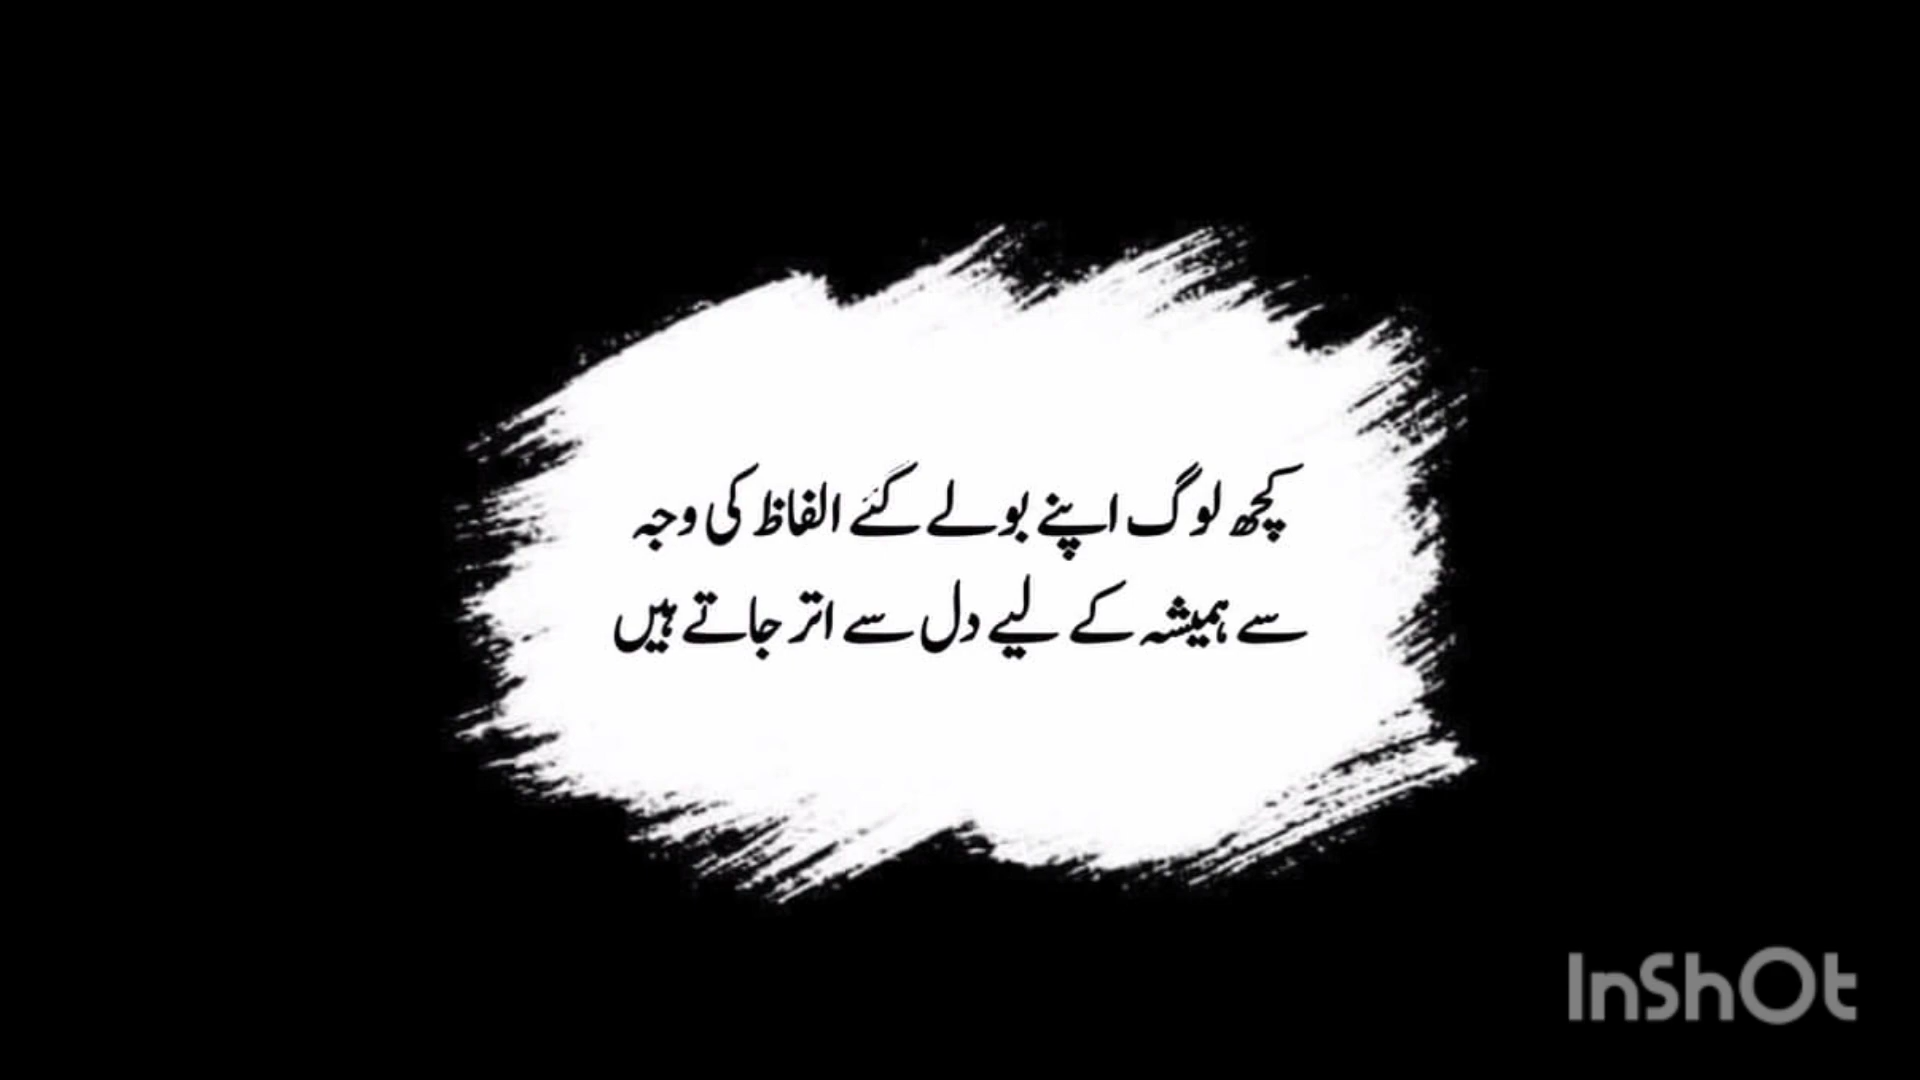 کچھ لوگ اپنے بولے گئے الفاظ کی وجہ
سے ہمیشہ کے لیے دل سے اتر جاتے ہیں
InShOt